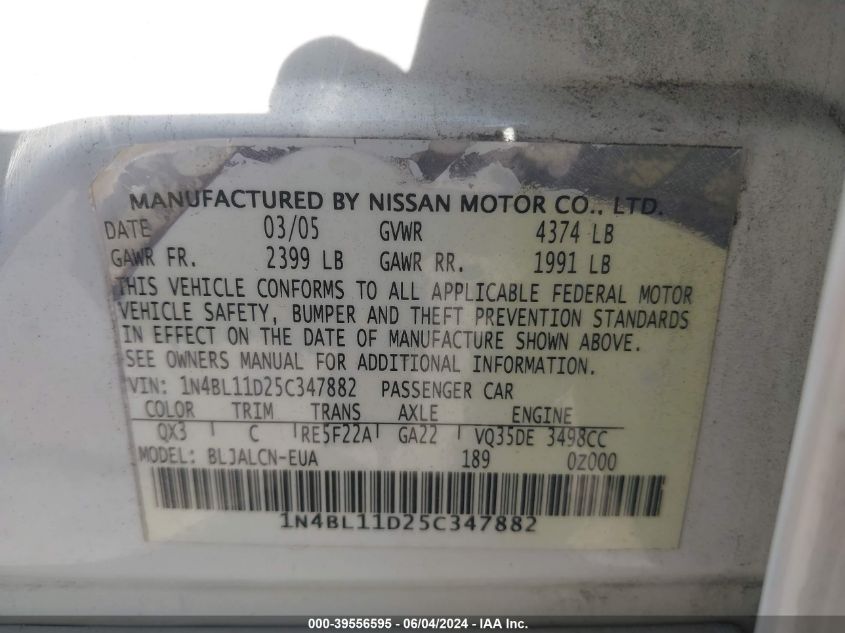 MANUFACTURED BY NISSAN MOTOR CO., LTD.
DATE 03/05 GVWR 4374 LB
GAWR FR. 2399 LB GAWR RR. 1991 LB
THIS VEHICLE CONFORMS TO ALL APPLICABLE FEDERAL MOTOR
VEHICLE SAFETY, BUMPER AND THEFT PREVENTION STANDARDS
IN EFFECT ON THE DATE OF MANUFACTURE SHOWN ABOVE.
SEE OWNERS MANUAL FOR ADDITIONAL INFORMATION.
VIN: 1N4BL11D25C347882 PASSENGER CAR
COLOR TRIM TRANS AXLE ENGINE
QX3 C RE5F22A GA22 VQ35DE 3498CC
MODEL: BLJALCN-EUA 189 0Z000
1N4BL11D25C347882
000-39556595 - 06/04/2024 - IAA Inc.